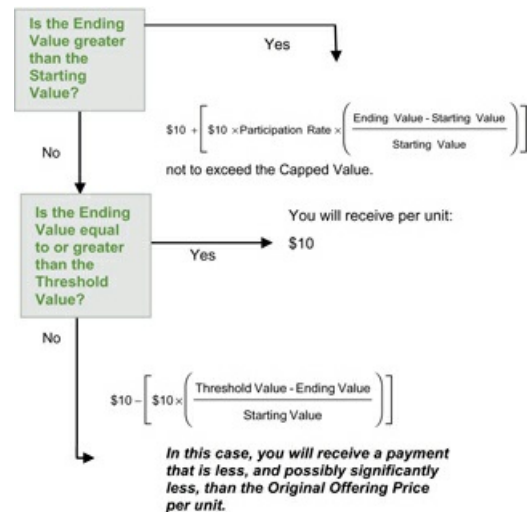 Is the Ending
Value greater
than the
Starting
Value?
Yes
$10 + [ $10 × Participation Rate × ( Ending Value - Starting Value
Starting Value ) ]
not to exceed the Capped Value.
No
Is the Ending
Value equal
to or greater
than the
Threshold
Value?
Yes
You will receive per unit:
$10
No
$10 − [ $10 × ( Threshold Value - Ending Value
Starting Value ) ]
In this case, you will receive a payment
that is less, and possibly significantly
less, than the Original Offering Price
per unit.